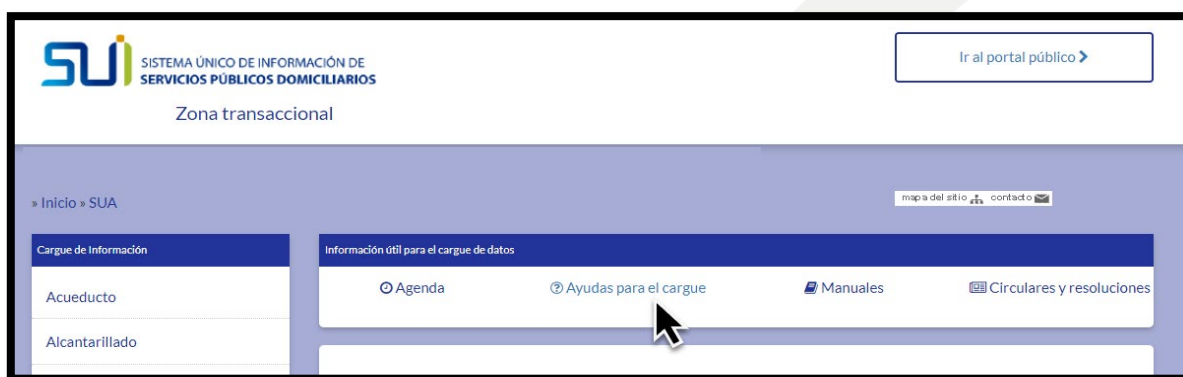 SUI SISTEMA ÚNICO DE INFORMACIÓN DE
SERVICIOS PÚBLICOS DOMICILIARIOS
Zona transaccional
Ir al portal público
» Inicio » SUA
mapa del sitio contacto
Cargue de Información
Acueducto
Alcantarillado
Información útil para el cargue de datos
Agenda Ayudas para el cargue Manuales Circulares y resoluciones